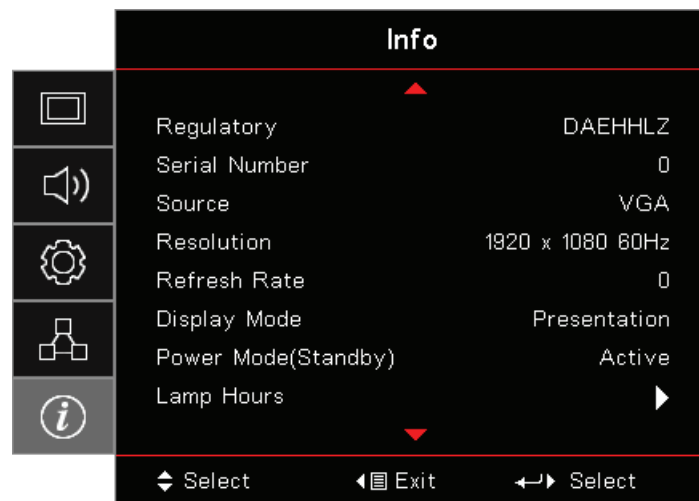 Info
Regulatory DAEHHLZ
Serial Number 0
Source VGA
Resolution 1920 x 1080 60Hz
Refresh Rate 0
Display Mode Presentation
Power Mode(Standby) Active
Lamp Hours
Select Exit Select